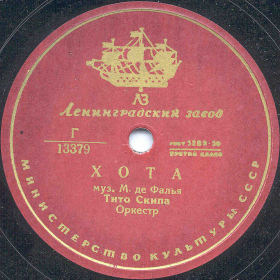 ЛЗ
Ленинградский завод
Г
13379
ГОСТ 5289-50
ХОТА
муз. М. де Фалья
Тито Скипа
Оркестр
МИНИСТЕРСТВО КУЛЬТУРЫ СССР